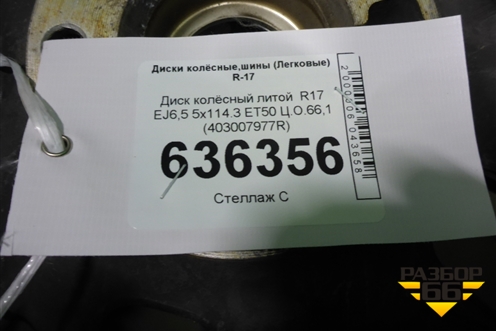 Диски колёсные,шины (Легковые)
R-17
Диск колёсный литой R17
EJ6,5 5x114.3 ET50 Ц.О.66,1
(403007977R)
636356
Стеллаж С
2000006043658
РАЗБОР
66